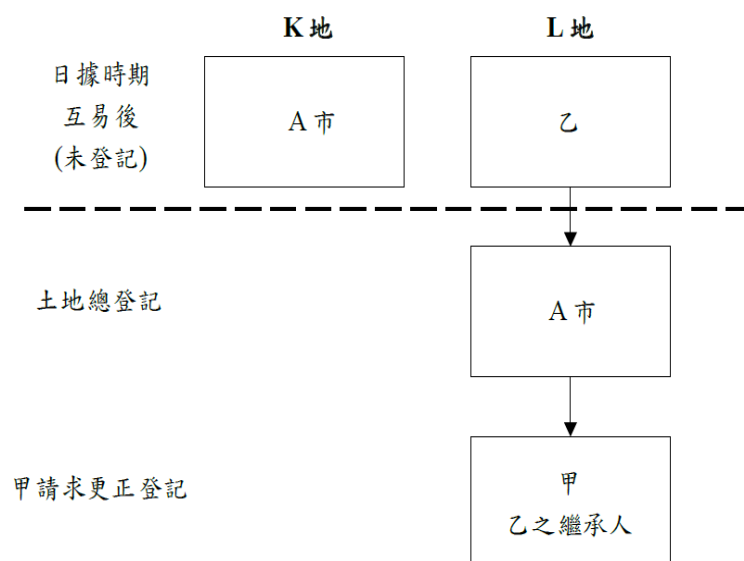 K 地
L 地
日據時期
互易後
(未登記)
A 市
乙
土地總登記
A 市
甲請求更正登記
甲
乙之繼承人